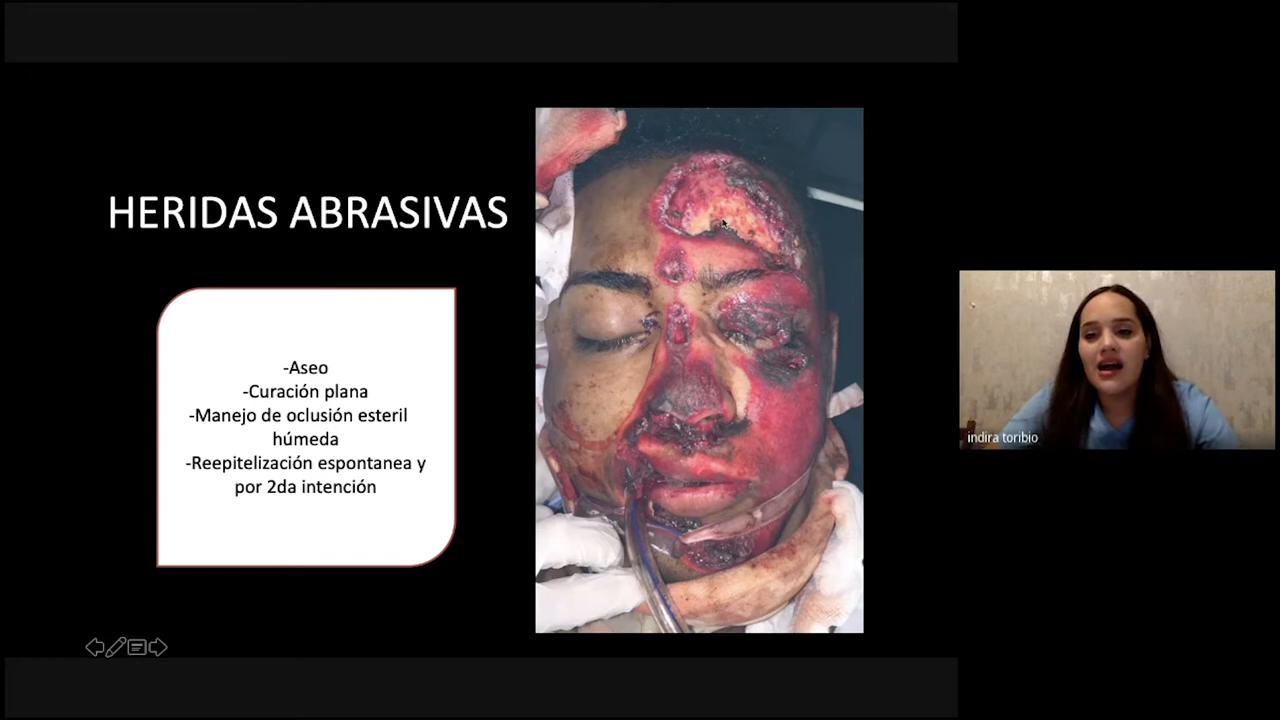 HERIDAS ABRASIVAS
-Aseo
-Curación plana
-Manejo de oclusión esteril
húmeda
-Reepitelización espontanea y
por 2da intención
indira toribio